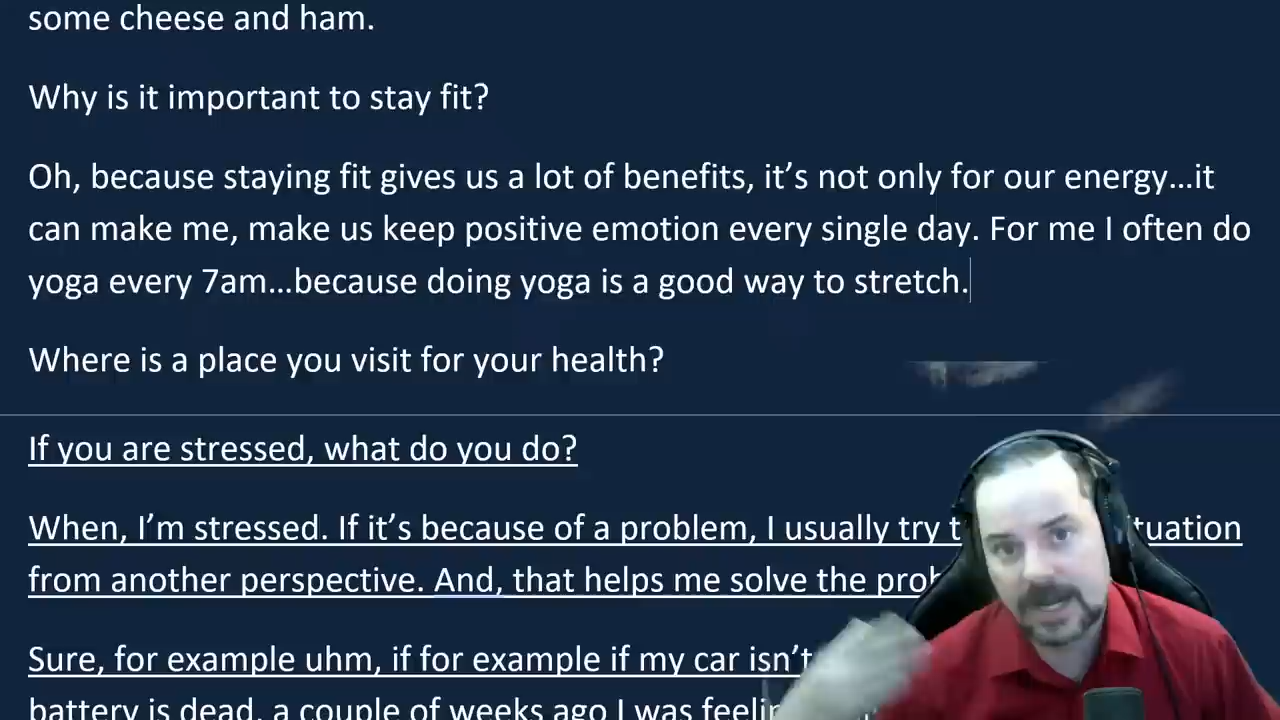 some cheese and ham.
Why is it important to stay fit?
Oh, because staying fit gives us a lot of benefits, it’s not only for our energy…it
can make me, make us keep positive emotion every single day. For me I often do
yoga every 7am…because doing yoga is a good way to stretch.
Where is a place you visit for your health?
If you are stressed, what do you do?
When, I’m stressed. If it’s because of a problem, I usually try
from another perspective. And, that helps me solve the
Sure, for example uhm, if for example if my car isn’t
battery is dead, a couple of weeks ago I was